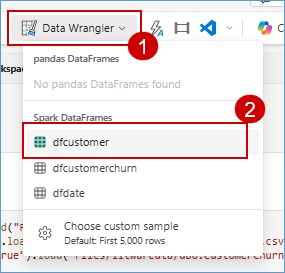 Data Wrangler
1
pandas DataFrames
No pandas DataFrames found
2
Spark DataFrames
dfcustomer
dfcustomerchurn
dfdate
Choose custom sample
Default: First 5,000 rows